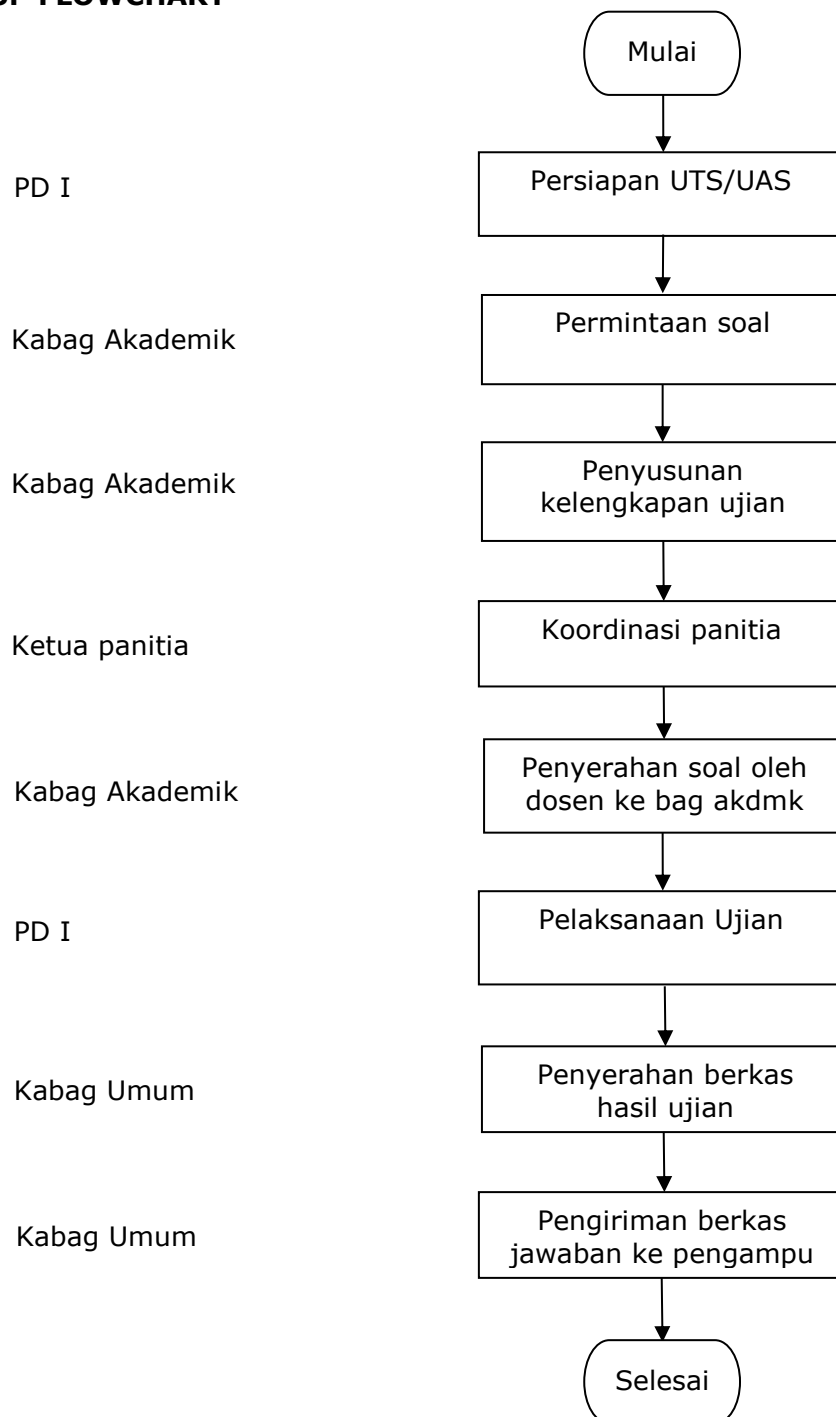 FLOWCHART
Mulai
PD I
Persiapan UTS/UAS
Kabag Akademik
Permintaan soal
Kabag Akademik
Penyusunan
kelengkapan ujian
Ketua panitia
Koordinasi panitia
Kabag Akademik
Penyerahan soal oleh
dosen ke bag akdmk
PD I
Pelaksanaan Ujian
Kabag Umum
Penyerahan berkas
hasil ujian
Kabag Umum
Pengiriman berkas
jawaban ke pengampu
Selesai